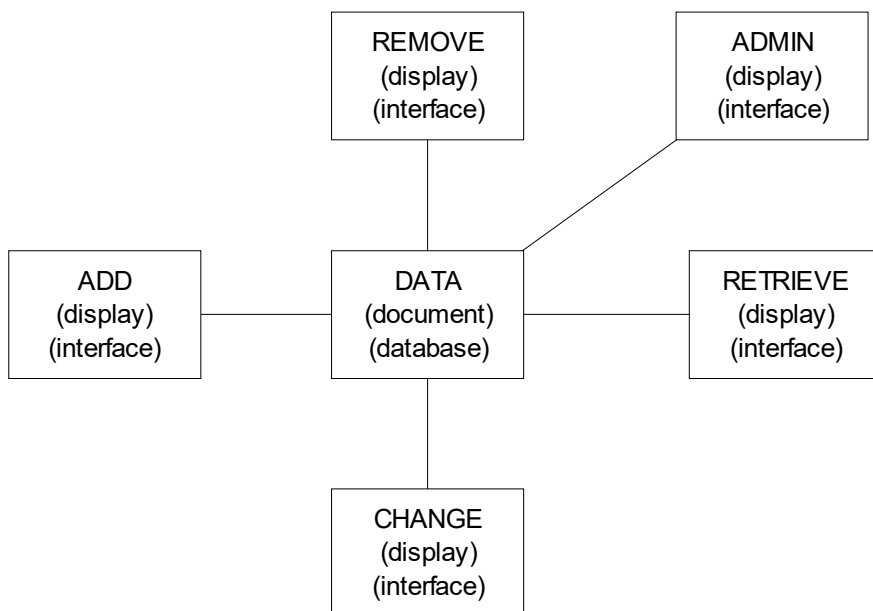 REMOVE
(display)
(interface)
ADMIN
(display)
(interface)
ADD
(display)
(interface)
DATA
(document)
(database)
RETRIEVE
(display)
(interface)
CHANGE
(display)
(interface)